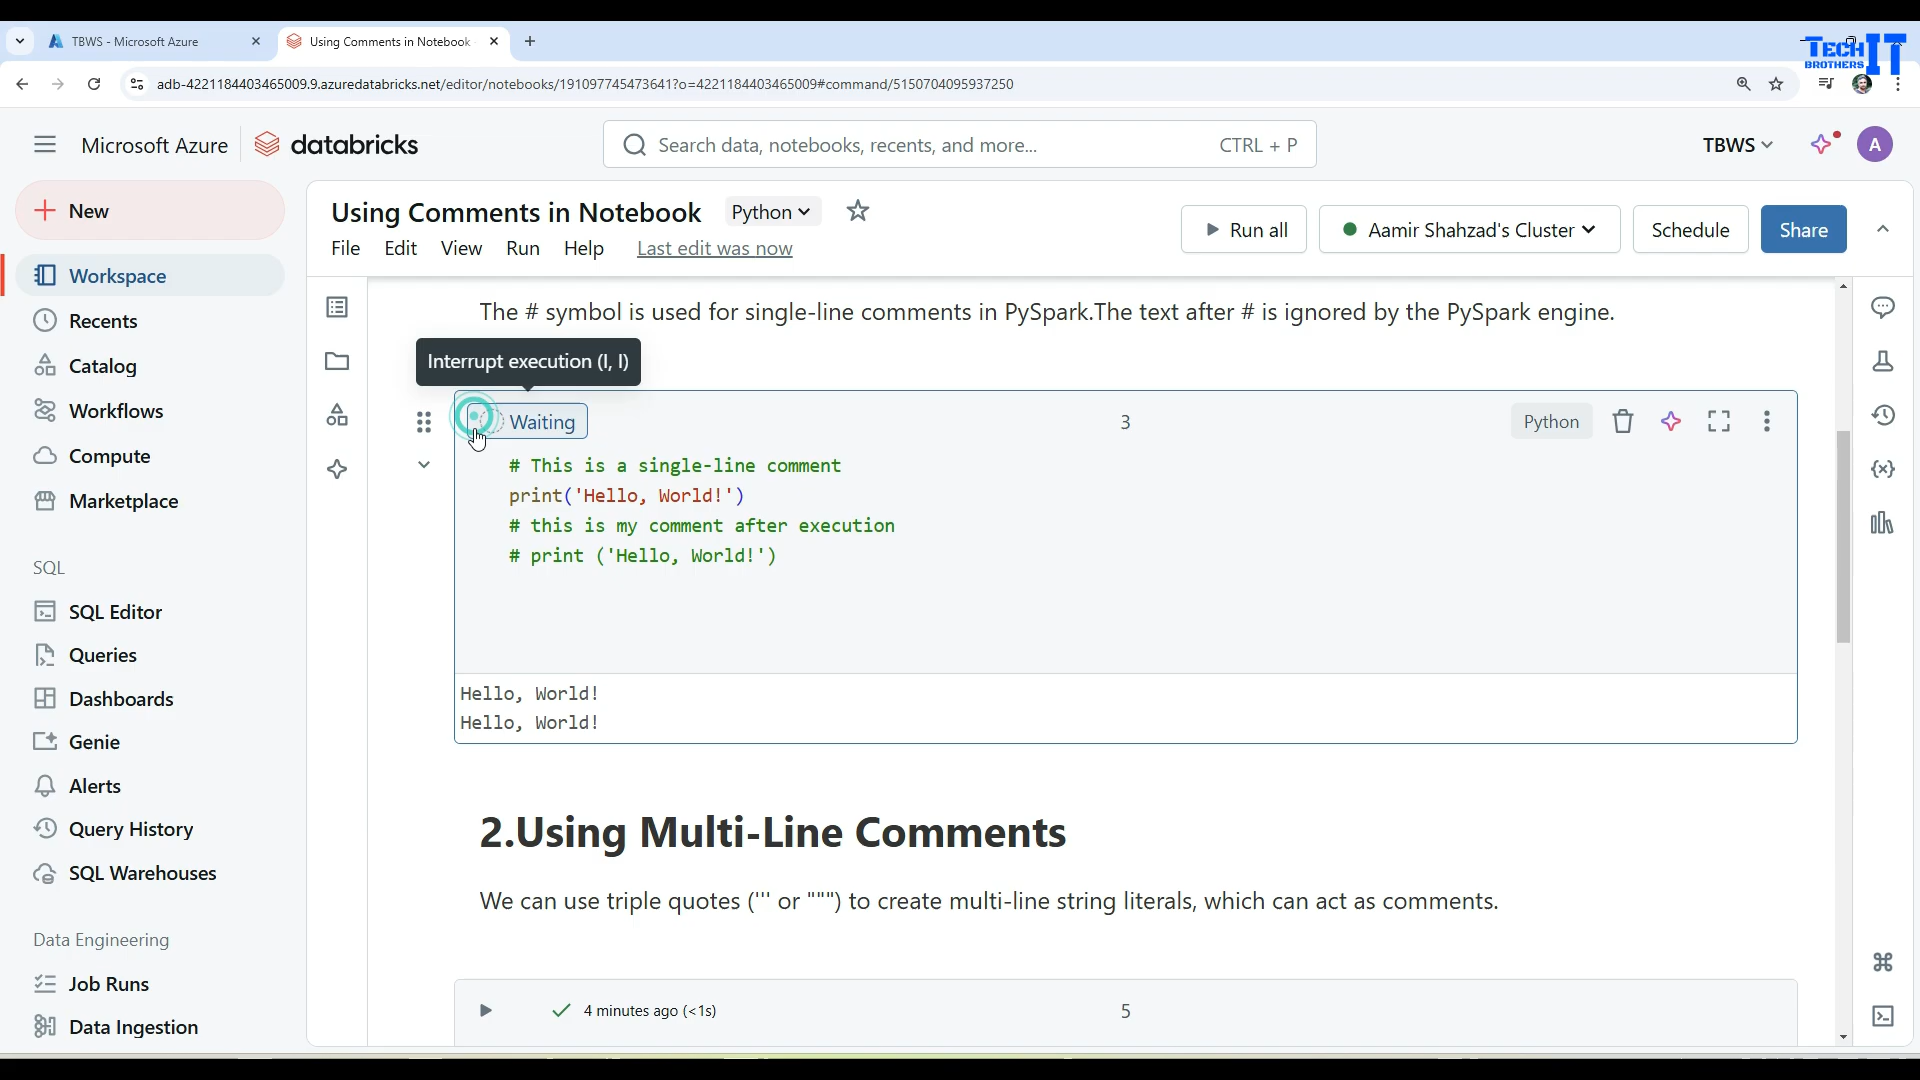 TBWS - Microsoft Azure
Using Comments in Notebook
TECH IT
BROTHERS
adb-4221184403465009.9.azuredatabricks.net/editor/notebooks/191097745473641?o=4221184403465009#command/5150704095937250
Microsoft Azure
databricks
Search data, notebooks, recents, and more...
CTRL + P
TBWS
A
New
Using Comments in Notebook
Python
File
Edit
View
Run
Help
Last edit was now
Run all
Aamir Shahzad's Cluster
Schedule
Share
Workspace
Recents
Catalog
Workflows
Compute
Marketplace
SQL
SQL Editor
Queries
Dashboards
Genie
Alerts
Query History
SQL Warehouses
Data Engineering
Job Runs
Data Ingestion
The # symbol is used for single-line comments in PySpark.The text after # is ignored by the PySpark engine.
Interrupt execution (I, I)
Waiting
3
Python
# This is a single-line comment
print('Hello, World!')
# this is my comment after execution
# print ('Hello, World!')
Hello, World!
Hello, World!
2.Using Multi-Line Comments
We can use triple quotes (''' or """) to create multi-line string literals, which can act as comments.
4 minutes ago (<1s)
5